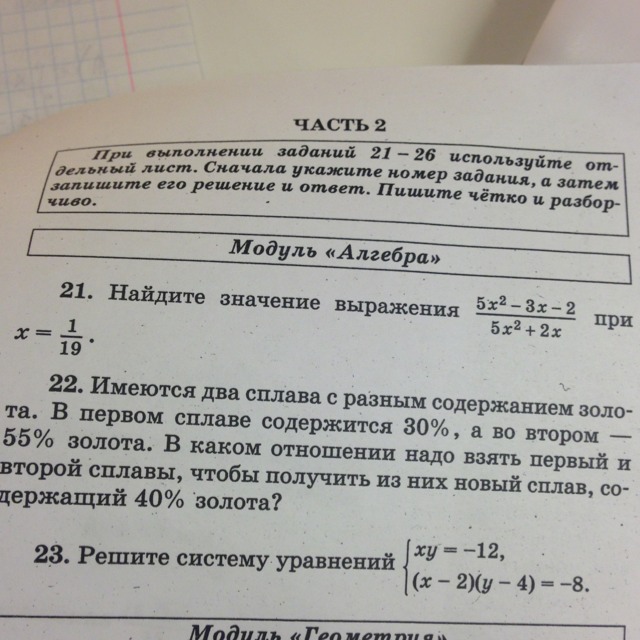 ЧАСТЬ 2
При выполнении заданий 21 – 26 используйте от-
дельный лист. Сначала укажите номер задания, а затем
запишите его решение и ответ. Пишите чётко и разбор-
чиво.
Модуль «Алгебра»
21. Найдите значение выражения (5x² – 3x – 2)/(5x² + 2x) при
x = 1/19.
22. Имеются два сплава с разным содержанием золо-
та. В первом сплаве содержится 30%, а во втором —
55% золота. В каком отношении надо взять первый и
второй сплавы, чтобы получить из них новый сплав, со-
держащий 40% золота?
23. Решите систему уравнений { xy = –12,
(x – 2)(y – 4) = –8.
Модуль «Геометрия»